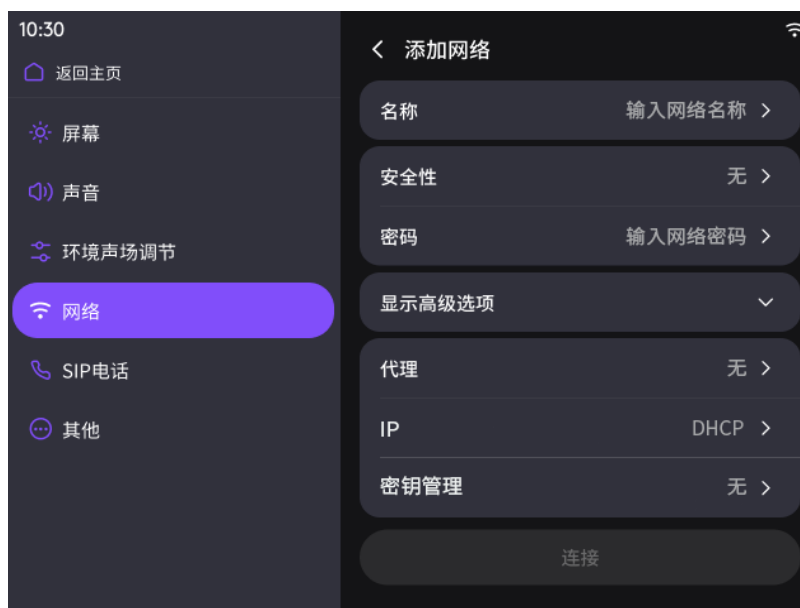 10:30
返回主页
屏幕
声音
环境声场调节
网络
SIP电话
其他
添加网络
名称 输入网络名称
安全性 无
密码 输入网络密码
显示高级选项
代理 无
IP DHCP
密钥管理 无
连接